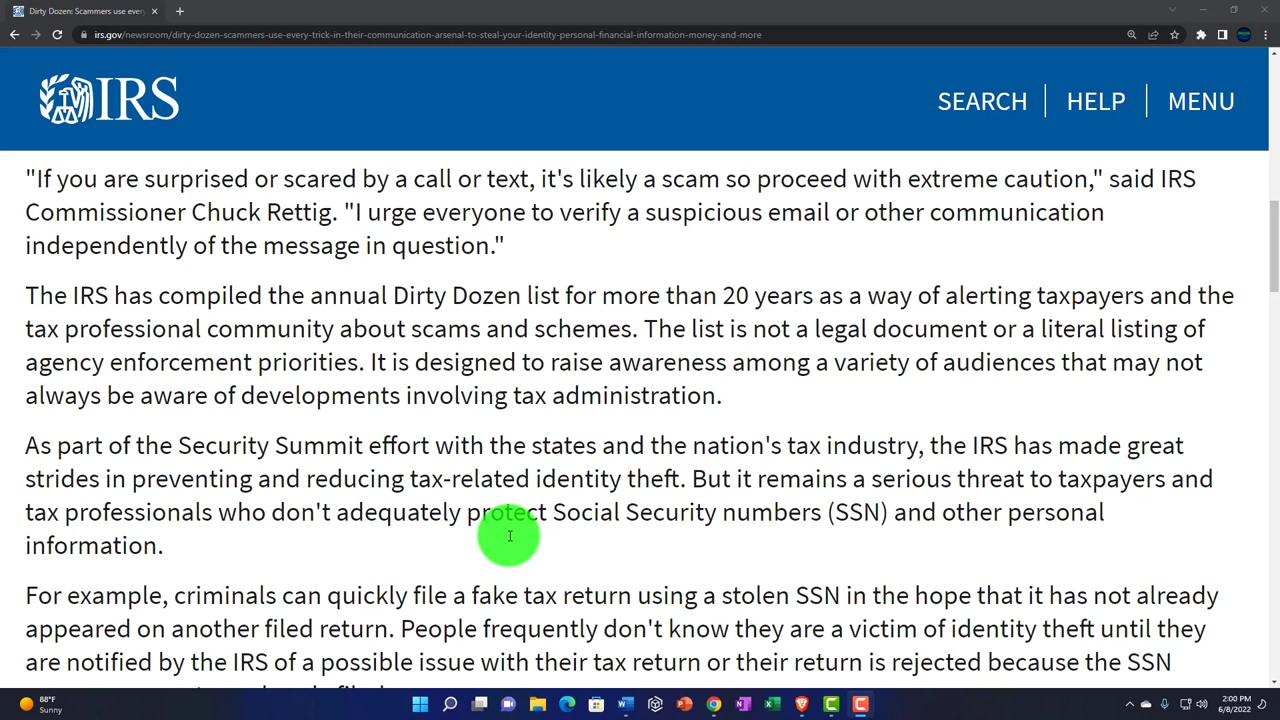 Dirty Dozen: Scammers use every
irs.gov/newsroom/dirty-dozen-scammers-use-every-trick-in-their-communication-arsenal-to-steal-your-identity-personal-financial-information-money-and-more
IRS
SEARCH
HELP
MENU
"If you are surprised or scared by a call or text, it's likely a scam so proceed with extreme caution," said IRS
Commissioner Chuck Rettig. "I urge everyone to verify a suspicious email or other communication
independently of the message in question."
The IRS has compiled the annual Dirty Dozen list for more than 20 years as a way of alerting taxpayers and the
tax professional community about scams and schemes. The list is not a legal document or a literal listing of
agency enforcement priorities. It is designed to raise awareness among a variety of audiences that may not
always be aware of developments involving tax administration.
As part of the Security Summit effort with the states and the nation's tax industry, the IRS has made great
strides in preventing and reducing tax-related identity theft. But it remains a serious threat to taxpayers and
tax professionals who don't adequately protect Social Security numbers (SSN) and other personal
information.
For example, criminals can quickly file a fake tax return using a stolen SSN in the hope that it has not already
appeared on another filed return. People frequently don't know they are a victim of identity theft until they
are notified by the IRS of a possible issue with their tax return or their return is rejected because the SSN
88°F
Sunny
2:00 PM
6/8/2022